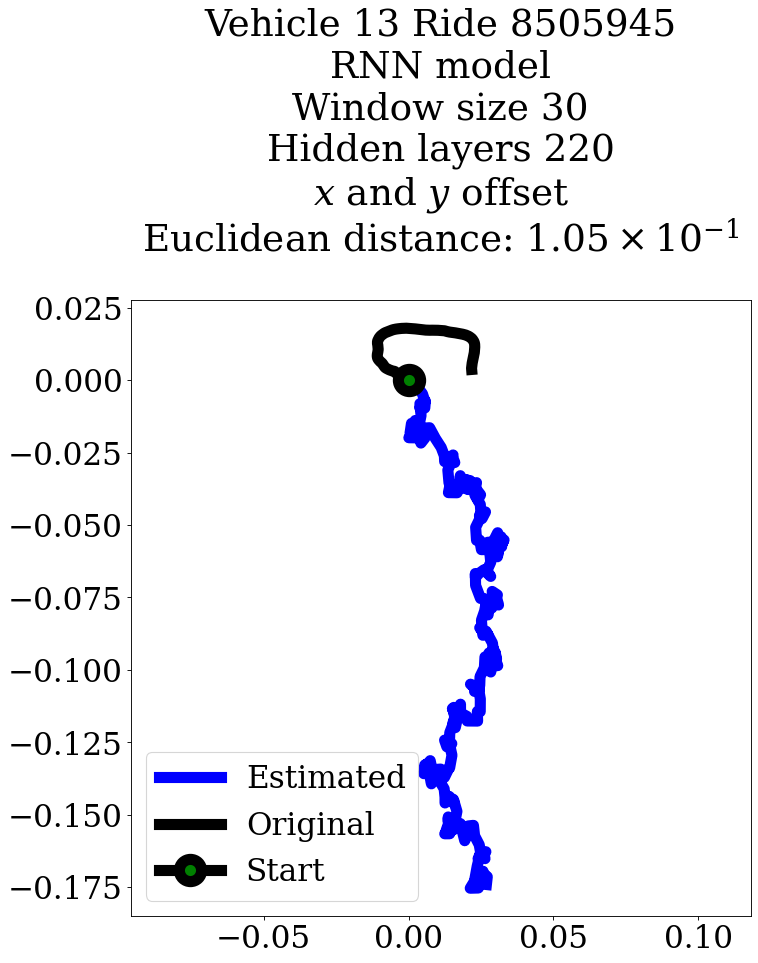 Vehicle 13 Ride 8505945
RNN model
Window size 30
Hidden layers 220
x and y offset
Euclidean distance: 1.05 × 10⁻¹
0.025
0.000
−0.025
−0.050
−0.075
−0.100
−0.125
−0.150
−0.175
Estimated
Original
Start
−0.05
0.00
0.05
0.10